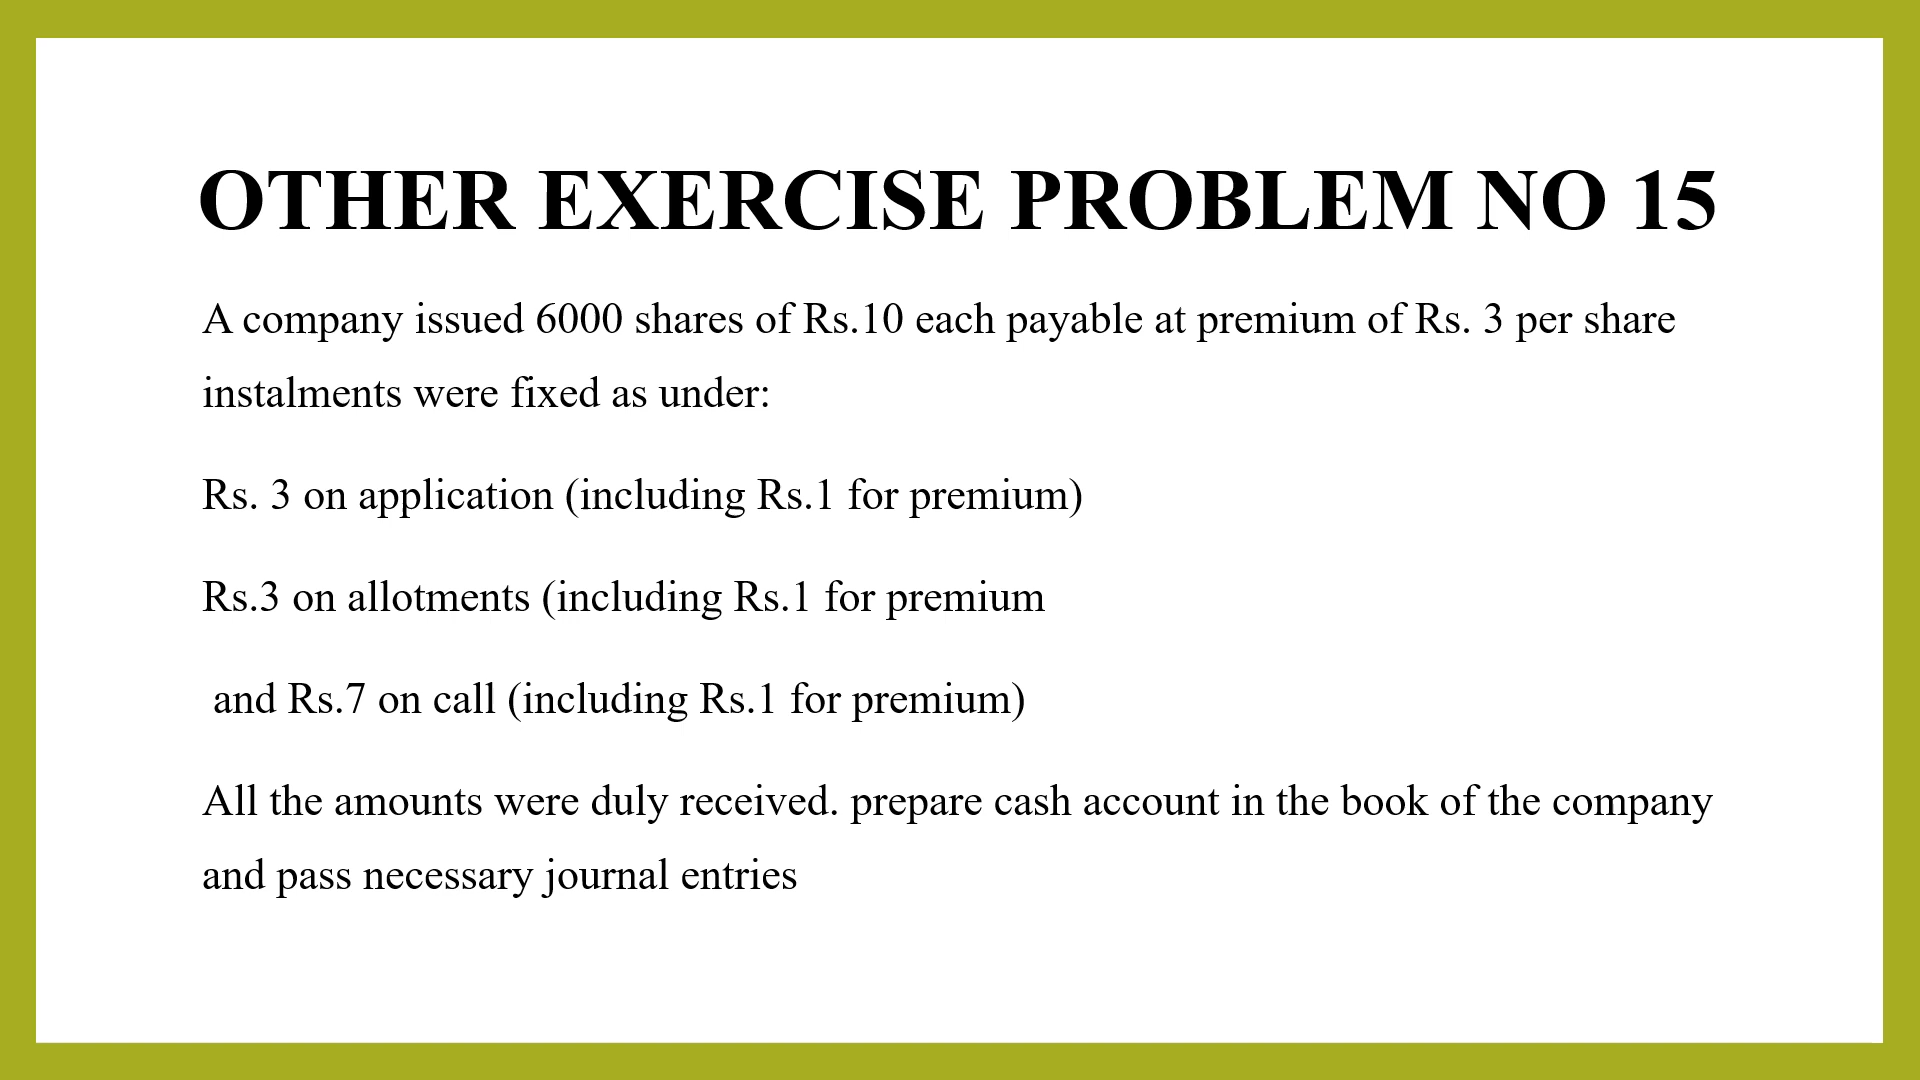 OTHER EXERCISE PROBLEM NO 15
A company issued 6000 shares of Rs.10 each payable at premium of Rs. 3 per share
instalments were fixed as under:
Rs. 3 on application (including Rs.1 for premium)
Rs.3 on allotments (including Rs.1 for premium
and Rs.7 on call (including Rs.1 for premium)
All the amounts were duly received. prepare cash account in the book of the company
and pass necessary journal entries